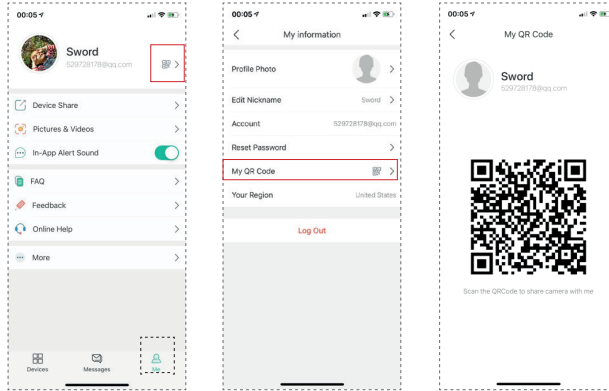 00:05
Sword
529728178@qq.com
Device Share
Pictures & Videos
In-App Alert Sound
FAQ
Feedback
Online Help
More
Devices
Messages
Me
00:05
My information
Profile Photo
Edit Nickname
Sword
Account
529728178@qq.com
Reset Password
My QR Code
Your Region
United States
Log Out
00:05
My QR Code
Sword
529728178@qq.com
Scan the QRCode to share camera with me